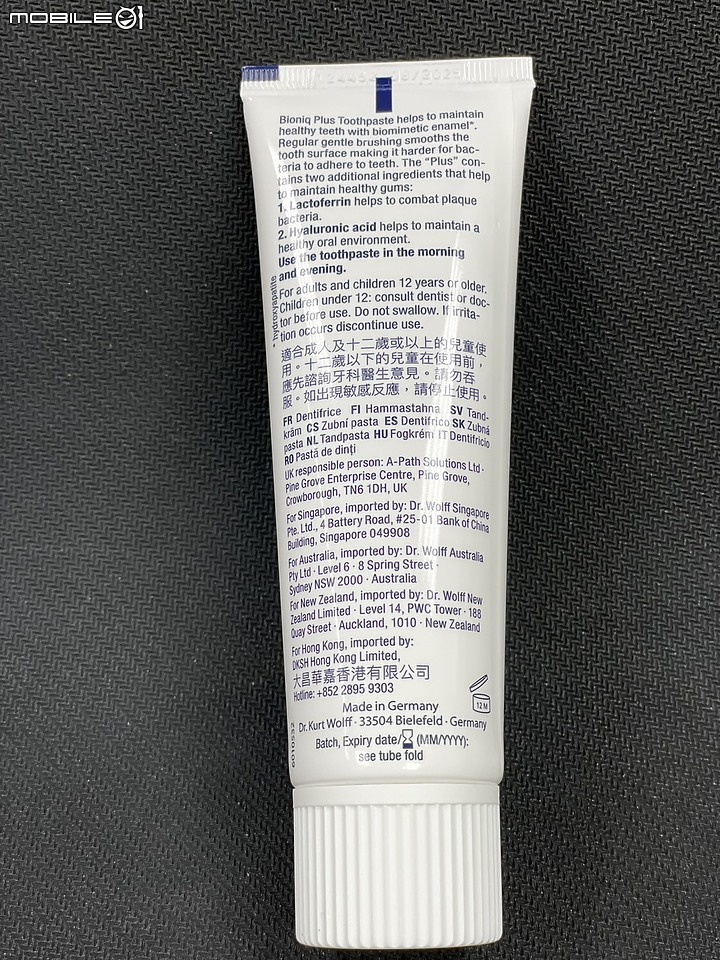 MOBILE01
Bioniq Plus Toothpaste helps to maintain
healthy teeth with biomimetic enamel*.
Regular gentle brushing smooths the
tooth surface making it harder for bac-
teria to adhere to teeth. The “Plus” con-
tains two additional ingredients that help
to maintain healthy gums:
1. Lactoferrin helps to combat plaque
bacteria.
2. Hyaluronic acid helps to maintain a
healthy oral environment.
Use the toothpaste in the morning
and evening.
* hydroxyapatite
For adults and children 12 years or older.
Children under 12: consult dentist or doc-
tor before use. Do not swallow. If irrita-
tion occurs discontinue use.
適合成人及十二歲或以上的兒童使
用。十二歲以下的兒童在使用前，
應先諮詢牙科醫生意見。請勿吞
服。如出現敏感反應，請停止使用。
FR Dentifrice FI Hammastahna SV Tand-
kräm CS Zubní pasta ES Dentífrico SK Zubná
pasta NL Tandpasta HU Fogkrém IT Dentifricio
RO Pastă de dinți
UK responsible person: A-Path Solutions Ltd ·
Pine Grove Enterprise Centre, Pine Grove,
Crowborough, TN6 1DH, UK
For Singapore, imported by: Dr. Wolff Singapore
Pte. Ltd., 4 Battery Road, #25-01 Bank of China
Building, Singapore 049908
For Australia, imported by: Dr. Wolff Australia
Pty Ltd · Level 6 · 8 Spring Street ·
Sydney NSW 2000 · Australia
For New Zealand, imported by: Dr. Wolff New
Zealand Limited · Level 14, PWC Tower · 188
Quay Street · Auckland, 1010 · New Zealand
For Hong Kong, imported by:
DKSH Hong Kong Limited,
大昌華嘉香港有限公司
Hotline: +852 2895 9303
12 M
Made in Germany
Dr. Kurt Wolff · 33504 Bielefeld · Germany
Batch, Expiry date/ (MM/YYYY):
see tube fold
6010532